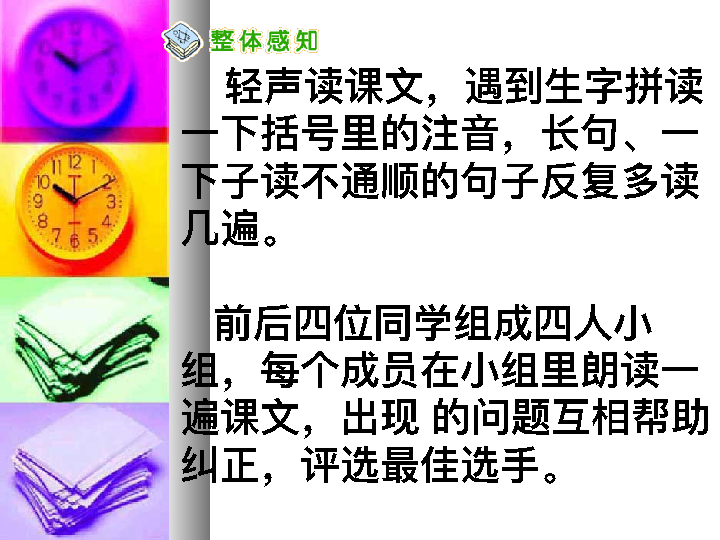 整体感知
轻声读课文，遇到生字拼读
一下括号里的注音，长句、一
下子读不通顺的句子反复多读
几遍。
前后四位同学组成四人小
组，每个成员在小组里朗读一
遍课文，出现 的问题互相帮助
纠正，评选最佳选手。